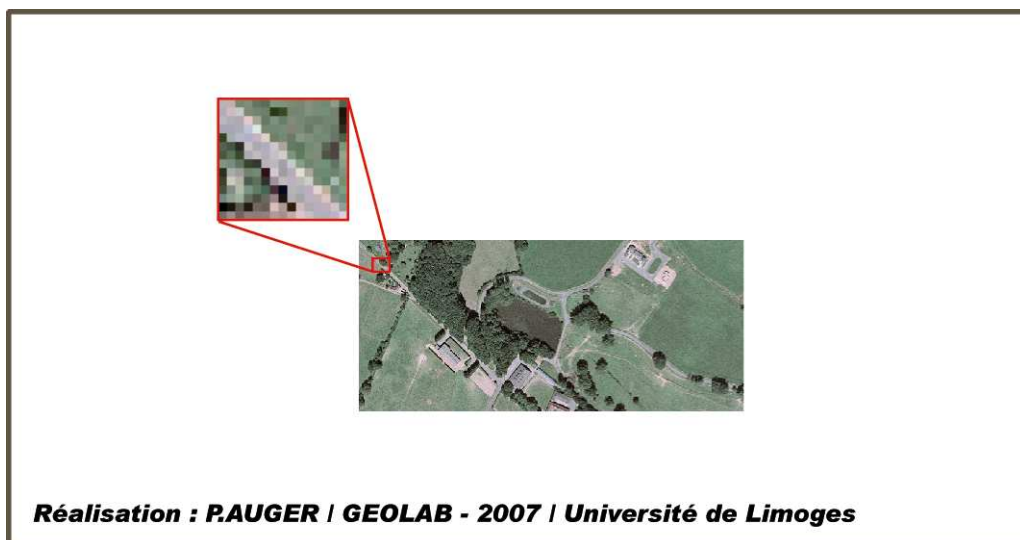 Réalisation : P.AUGER / GEOLAB - 2007 / Université de Limoges